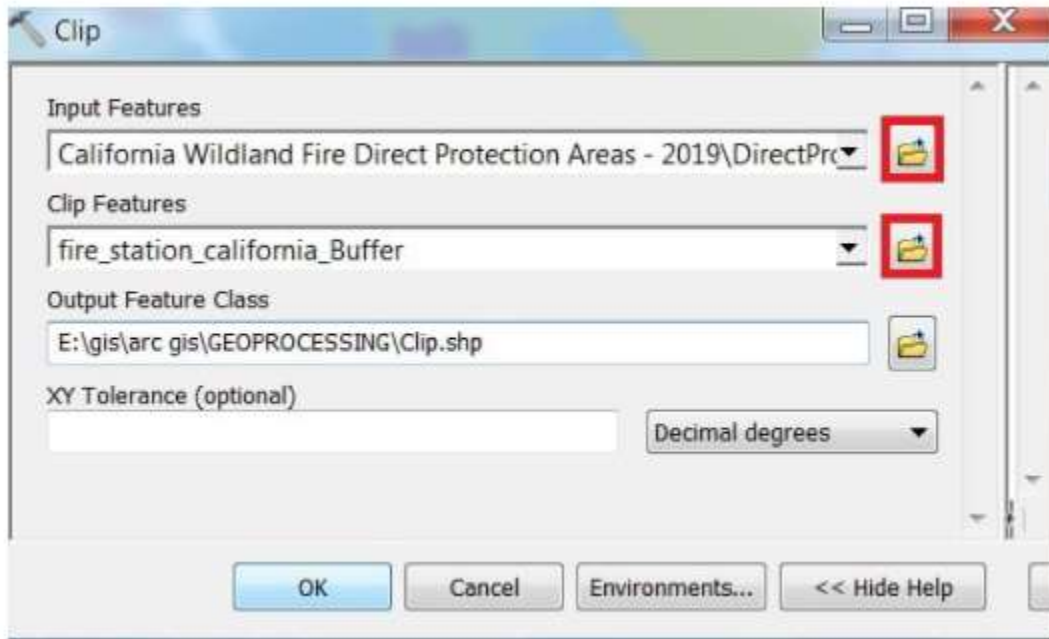 Clip
Input Features
California Wildland Fire Direct Protection Areas - 2019\DirectPro
Clip Features
fire_station_california_Buffer
Output Feature Class
E:\gis\arc gis\GEOPROCESSING\Clip.shp
XY Tolerance (optional)
Decimal degrees
OK Cancel Environments... << Hide Help